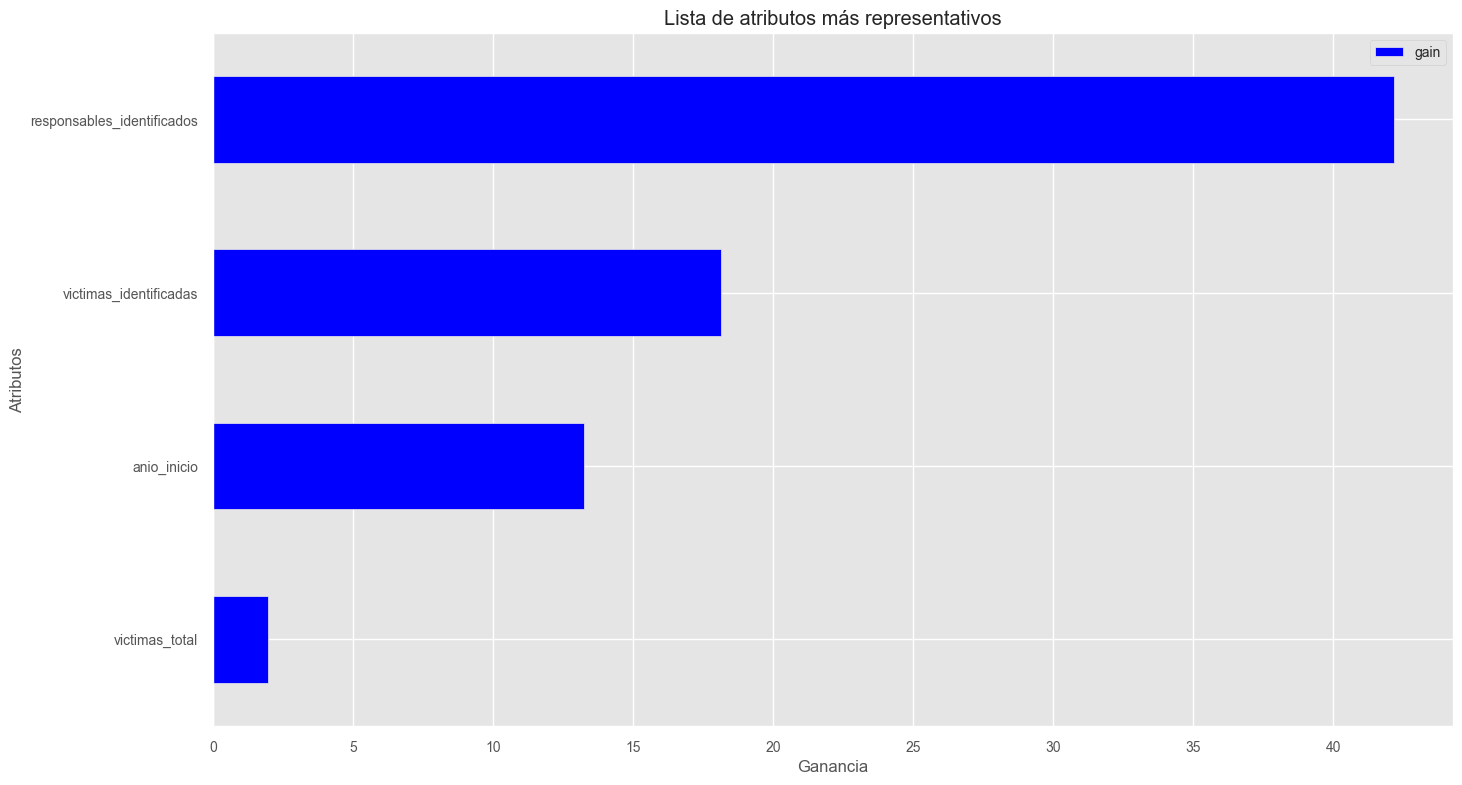 Lista de atributos más representativos
gain
responsables_identificados
victimas_identificadas
anio_inicio
victimas_total
Atributos
0 5 10 15 20 25 30 35 40
Ganancia